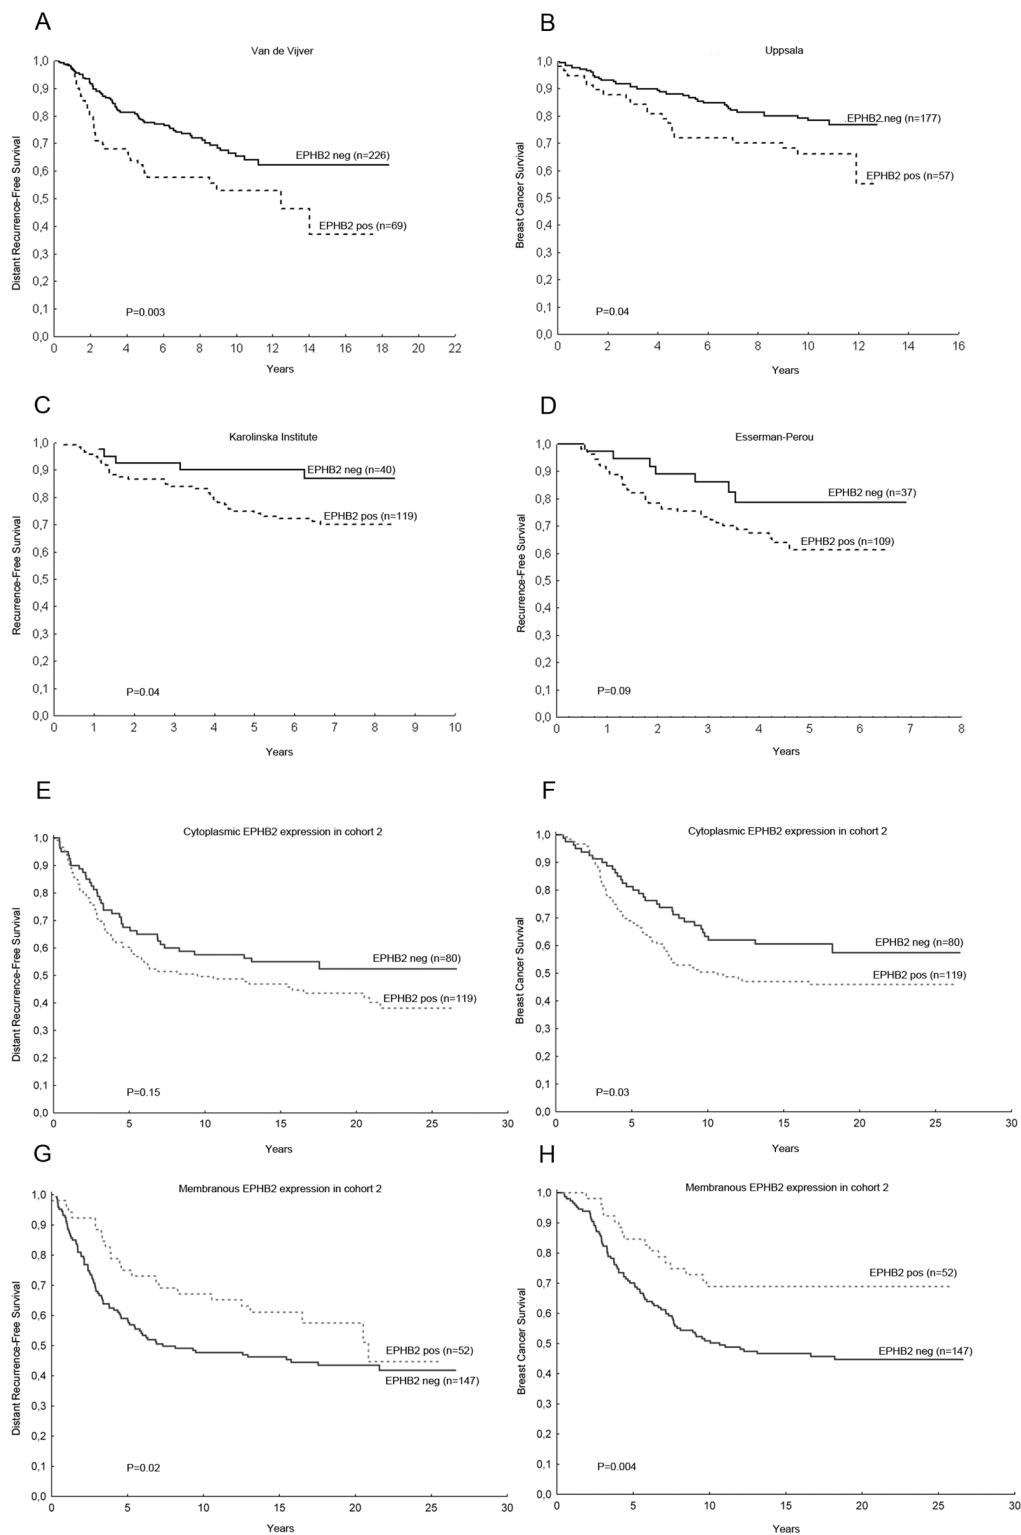 A
Van de Vijver
Distant Recurrence-Free Survival
1,0
0,9
0,8
0,7
0,6
0,5
0,4
0,3
0,2
0,1
0,0
EPHB2 neg (n=226)
EPHB2 pos (n=69)
P=0.003
0 2 4 6 8 10 12 14 16 18 20 22
Years
B
Uppsala
Breast Cancer Survival
1,0
0,9
0,8
0,7
0,6
0,5
0,4
0,3
0,2
0,1
0,0
.EPHB2 neg (n=177)
EPHB2 pos (n=57)
P=0.04
0 2 4 6 8 10 12 14 16
Years
C
Karolinska Institute
Recurrence-Free Survival
1,0
0,9
0,8
0,7
0,6
0,5
0,4
0,3
0,2
0,1
0,0
EPHB2 neg (n=40)
EPHB2 pos (n=119)
P=0.04
0 1 2 3 4 5 6 7 8 9 10
Years
D
Esserman-Perou
Recurrence-Free Survival
1,0
0,9
0,8
0,7
0,6
0,5
0,4
0,3
0,2
0,1
0,0
EPHB2 neg (n=37)
EPHB2 pos (n=109)
P=0.09
0 1 2 3 4 5 6 7 8
Years
E
Cytoplasmic EPHB2 expression in cohort 2
Distant Recurrence-Free Survival
1,0
0,9
0,8
0,7
0,6
0,5
0,4
0,3
0,2
0,1
0,0
EPHB2 neg (n=80)
EPHB2 pos (n=119)
P=0.15
0 5 10 15 20 25 30
Years
F
Cytoplasmic EPHB2 expression in cohort 2
Breast Cancer Survival
1,0
0,9
0,8
0,7
0,6
0,5
0,4
0,3
0,2
0,1
0,0
EPHB2 neg (n=80)
EPHB2 pos (n=119)
P=0.03
0 5 10 15 20 25 30
Years
G
Membranous EPHB2 expression in cohort 2
Distant Recurrence-Free Survival
1,0
0,9
0,8
0,7
0,6
0,5
0,4
0,3
0,2
0,1
0,0
EPHB2 pos (n=52)
EPHB2 neg (n=147)
P=0.02
0 5 10 15 20 25 30
Years
H
Membranous EPHB2 expression in cohort 2
Breast Cancer Survival
1,0
0,9
0,8
0,7
0,6
0,5
0,4
0,3
0,2
0,1
0,0
EPHB2 pos (n=52)
EPHB2 neg (n=147)
P=0.004
0 5 10 15 20 25 30
Years